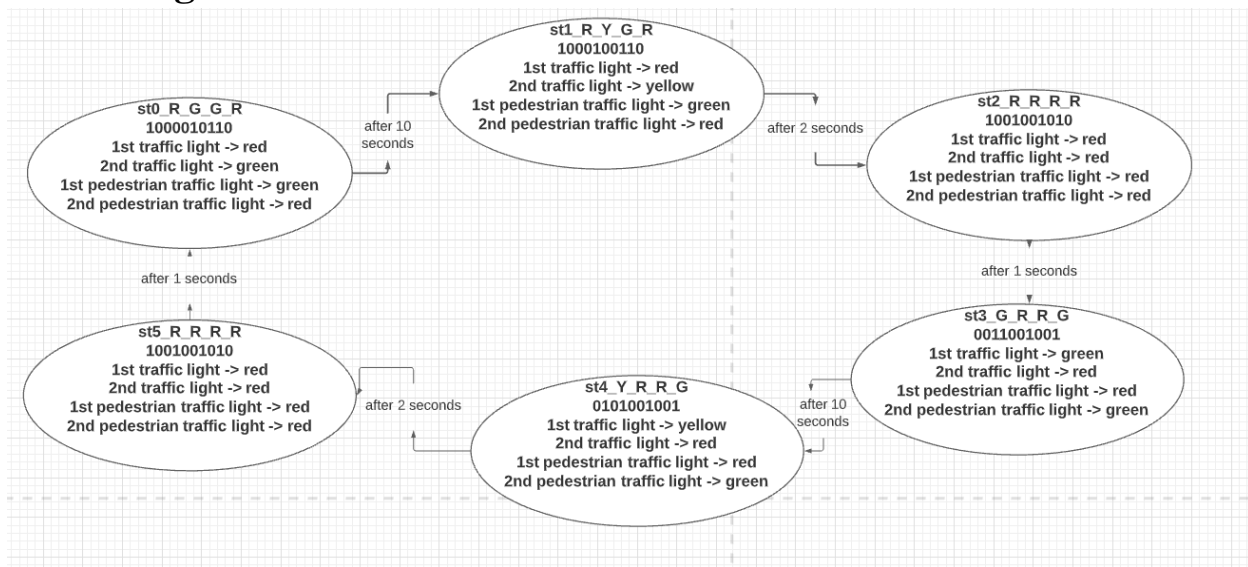 st0_R_G_G_R
1000010110
1st traffic light -> red
2nd traffic light -> green
1st pedestrian traffic light -> green
2nd pedestrian traffic light -> red
after 10
seconds
st1_R_Y_G_R
1000100110
1st traffic light -> red
2nd traffic light -> yellow
1st pedestrian traffic light -> green
2nd pedestrian traffic light -> red
after 2 seconds
st2_R_R_R_R
1001001010
1st traffic light -> red
2nd traffic light -> red
1st pedestrian traffic light -> red
2nd pedestrian traffic light -> red
after 1 seconds
st3_G_R_R_G
0011001001
1st traffic light -> green
2nd traffic light -> red
1st pedestrian traffic light -> red
2nd pedestrian traffic light -> green
after 10
seconds
st4_Y_R_R_G
0101001001
1st traffic light -> yellow
2nd traffic light -> red
1st pedestrian traffic light -> red
2nd pedestrian traffic light -> green
after 2 seconds
st5_R_R_R_R
1001001010
1st traffic light -> red
2nd traffic light -> red
1st pedestrian traffic light -> red
2nd pedestrian traffic light -> red
after 1 seconds